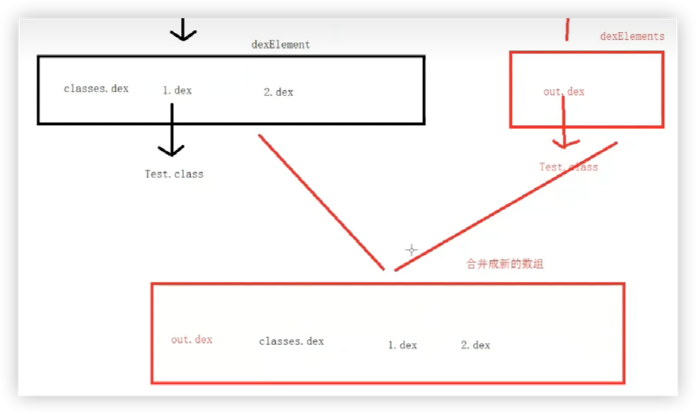 dexElement
dexElements
classes.dex 1.dex 2.dex
out.dex
Test.class
Test.class
合并成新的数组
out.dex classes.dex 1.dex 2.dex